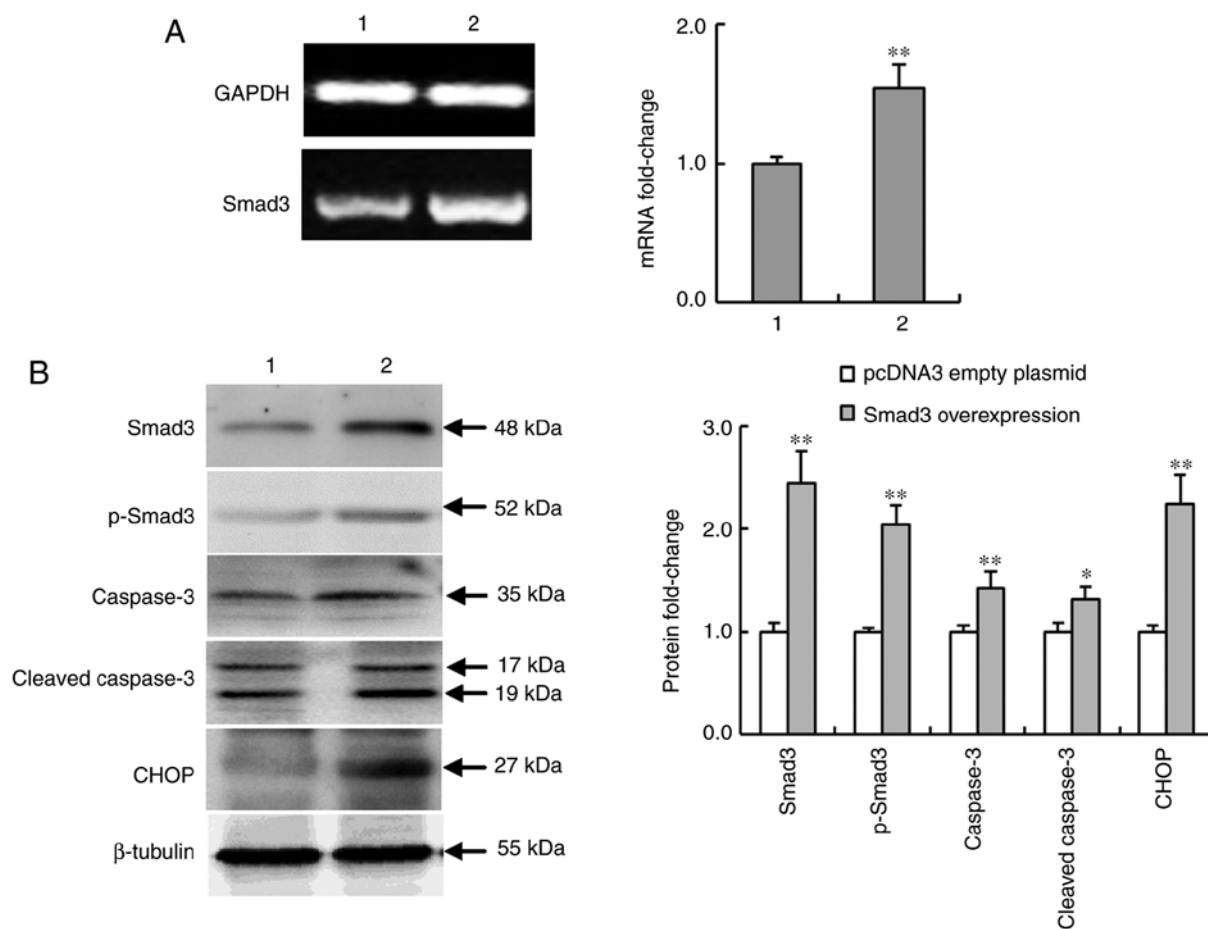 A
1 2
GAPDH
Smad3
mRNA fold-change
2.0
1.0
0.0
**
1 2
B
1 2
Smad3 48 kDa
p-Smad3 52 kDa
Caspase-3 35 kDa
Cleaved caspase-3 17 kDa
19 kDa
CHOP 27 kDa
β-tubulin 55 kDa
pcDNA3 empty plasmid
Smad3 overexpression
Protein fold-change
3.0
2.0
1.0
0.0
** ** ** * **
Smad3
p-Smad3
Caspase-3
Cleaved caspase-3
CHOP